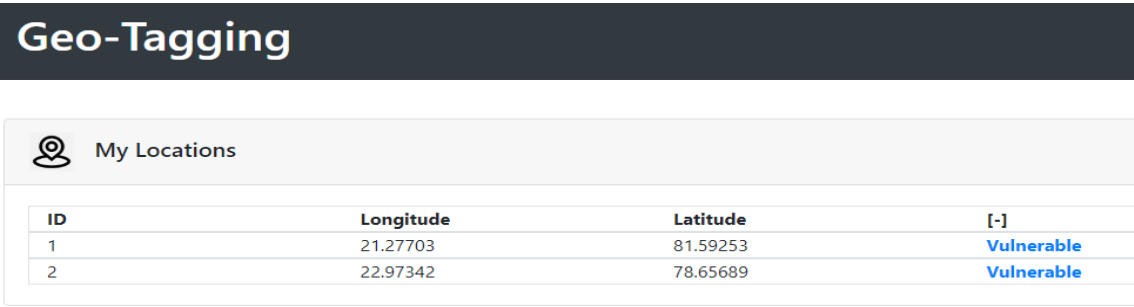 Geo-Tagging
My Locations
ID Longitude Latitude [-]
1 21.27703 81.59253 Vulnerable
2 22.97342 78.65689 Vulnerable